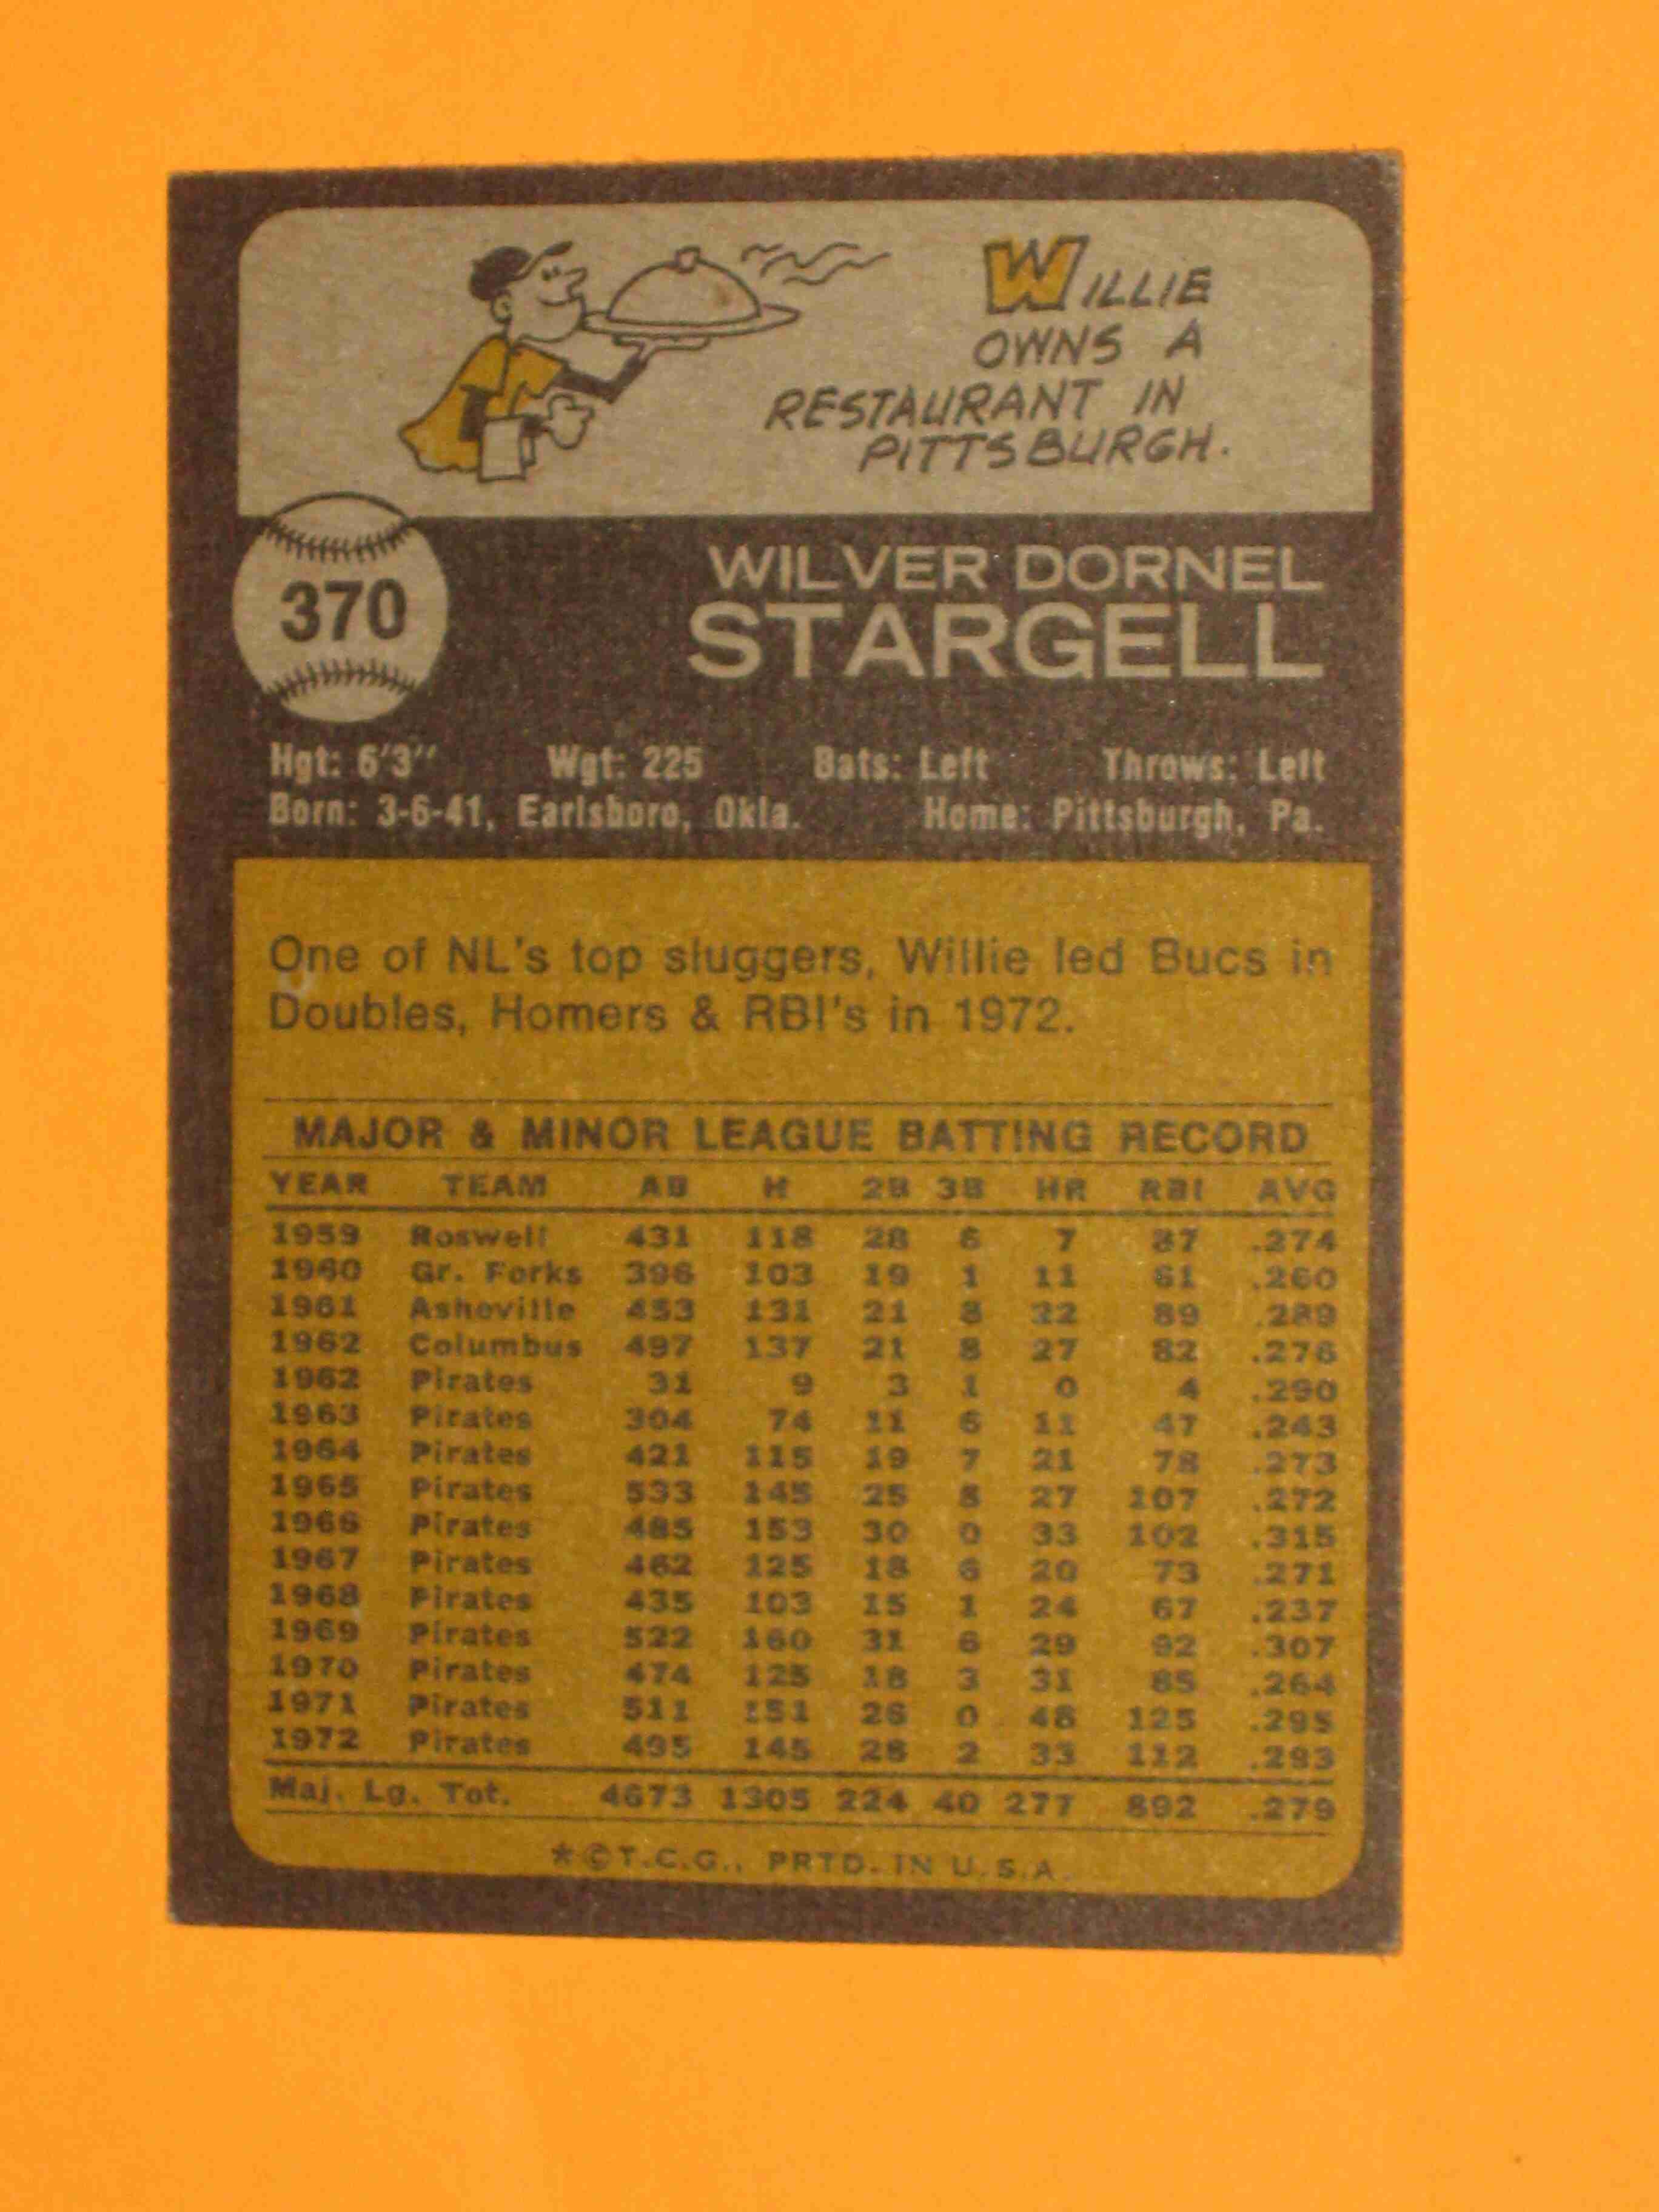 WILLIE
OWNS A
RESTAURANT IN
PITTSBURGH.
370
WILVER DORNEL
STARGELL
Hgt: 6'3" Wgt: 225 Bats: Left Throws: Left
Born: 3-6-41, Earlsboro, Okla. Home: Pittsburgh, Pa.
One of NL's top sluggers, Willie led Bucs in
Doubles, Homers & RBI's in 1972.
MAJOR & MINOR LEAGUE BATTING RECORD
YEAR TEAM AB H 2B 3B HR RBI AVG
1959 Roswell 431 118 28 6 7 87 .274
1960 Gr. Forks 396 103 19 1 11 61 .260
1961 Asheville 453 131 21 8 22 89 .289
1962 Columbus 497 137 21 8 27 82 .276
1962 Pirates 31 9 3 1 0 4 .290
1963 Pirates 304 74 11 6 11 47 .243
1964 Pirates 421 115 19 7 21 78 .273
1965 Pirates 533 145 25 8 27 107 .272
1966 Pirates 485 153 30 0 33 102 .315
1967 Pirates 462 125 18 6 20 73 .271
1968 Pirates 435 103 15 1 24 67 .237
1969 Pirates 522 160 31 6 29 92 .307
1970 Pirates 474 125 18 3 31 85 .264
1971 Pirates 511 151 26 0 48 125 .295
1972 Pirates 495 145 28 2 33 112 .293
Maj. Lg. Tot. 4673 1305 224 40 277 892 .279
*©T.C.G., PRTD. IN U.S.A.